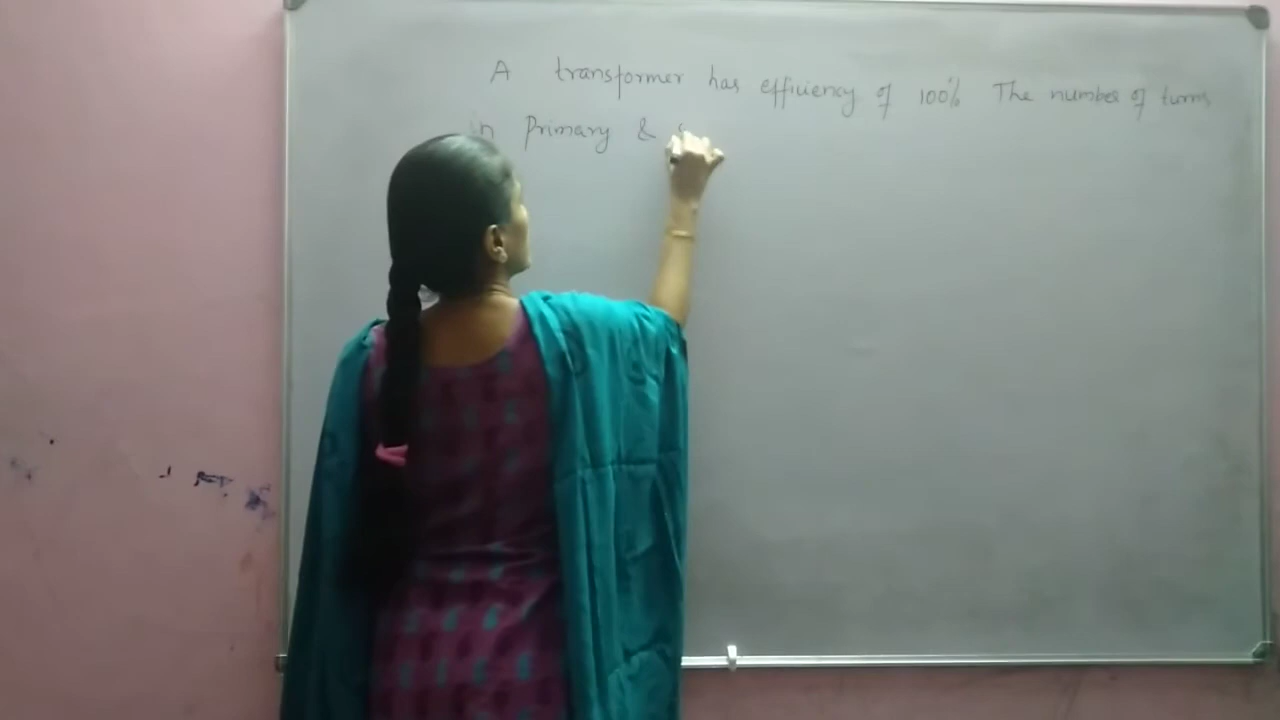 A transformer has efficiency of 100% The number of turns
in Primary & s